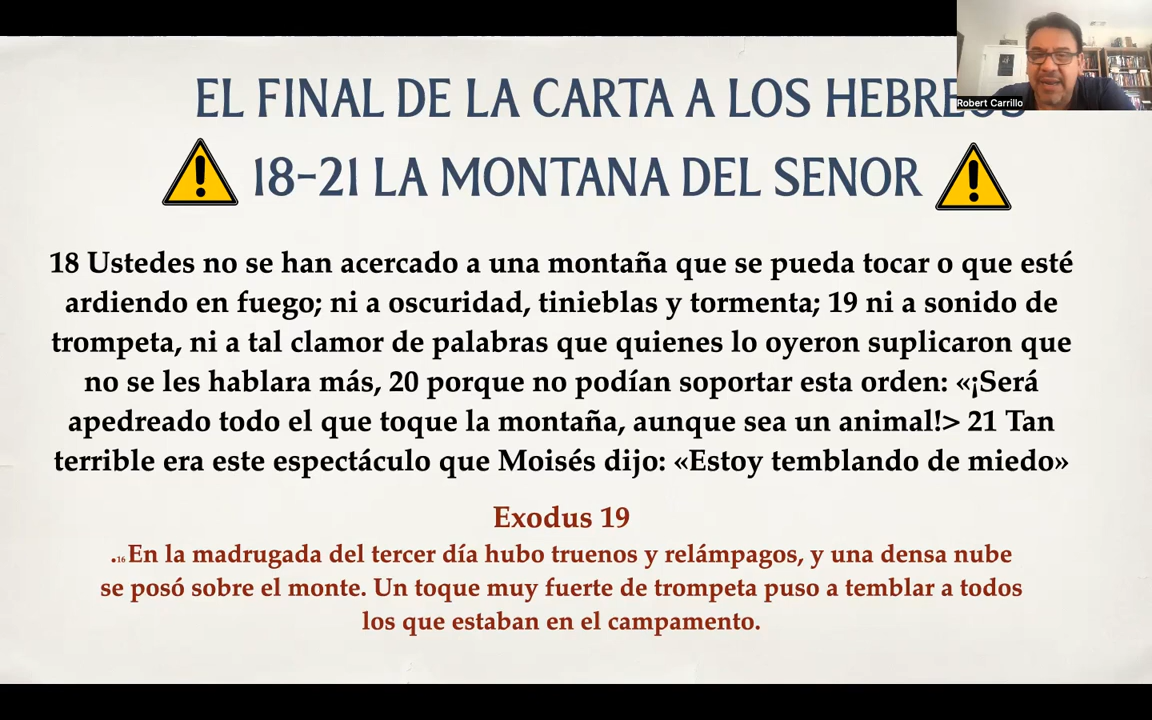 EL FINAL DE LA CARTA A LOS HEBREOS
Robert Carrillo
18-21 LA MONTANA DEL SENOR
18 Ustedes no se han acercado a una montaña que se pueda tocar o que esté
ardiendo en fuego; ni a oscuridad, tinieblas y tormenta; 19 ni a sonido de
trompeta, ni a tal clamor de palabras que quienes lo oyeron suplicaron que
no se les hablara más, 20 porque no podían soportar esta orden: «¡Será
apedreado todo el que toque la montaña, aunque sea un animal!> 21 Tan
terrible era este espectáculo que Moisés dijo: «Estoy temblando de miedo»
Exodus 19
.16 En la madrugada del tercer día hubo truenos y relámpagos, y una densa nube
se posó sobre el monte. Un toque muy fuerte de trompeta puso a temblar a todos
los que estaban en el campamento.